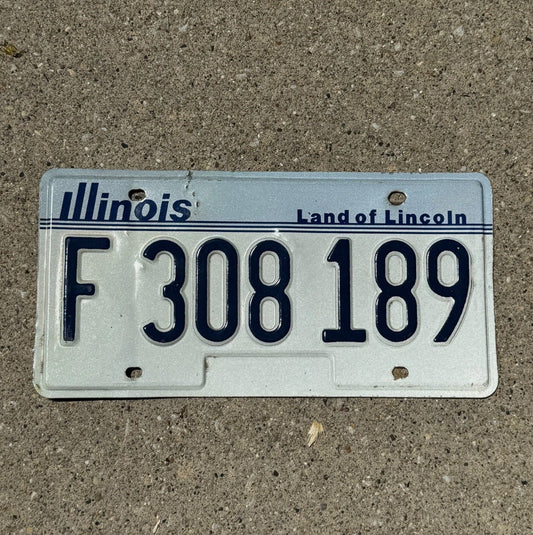 Illinois Land of Lincoln
F 308 189